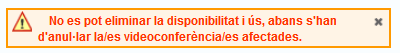 No es pot eliminar la disponibilitat i ús, abans s'han
d'anul·lar la/es videoconferència/es afectades.